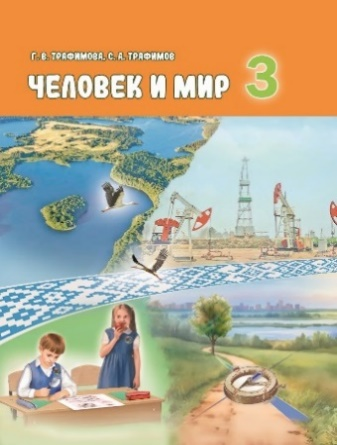 Г. В. ТРАФИМОВА, С. А. ТРАФИМОВ
ЧЕЛОВЕК И МИР 3